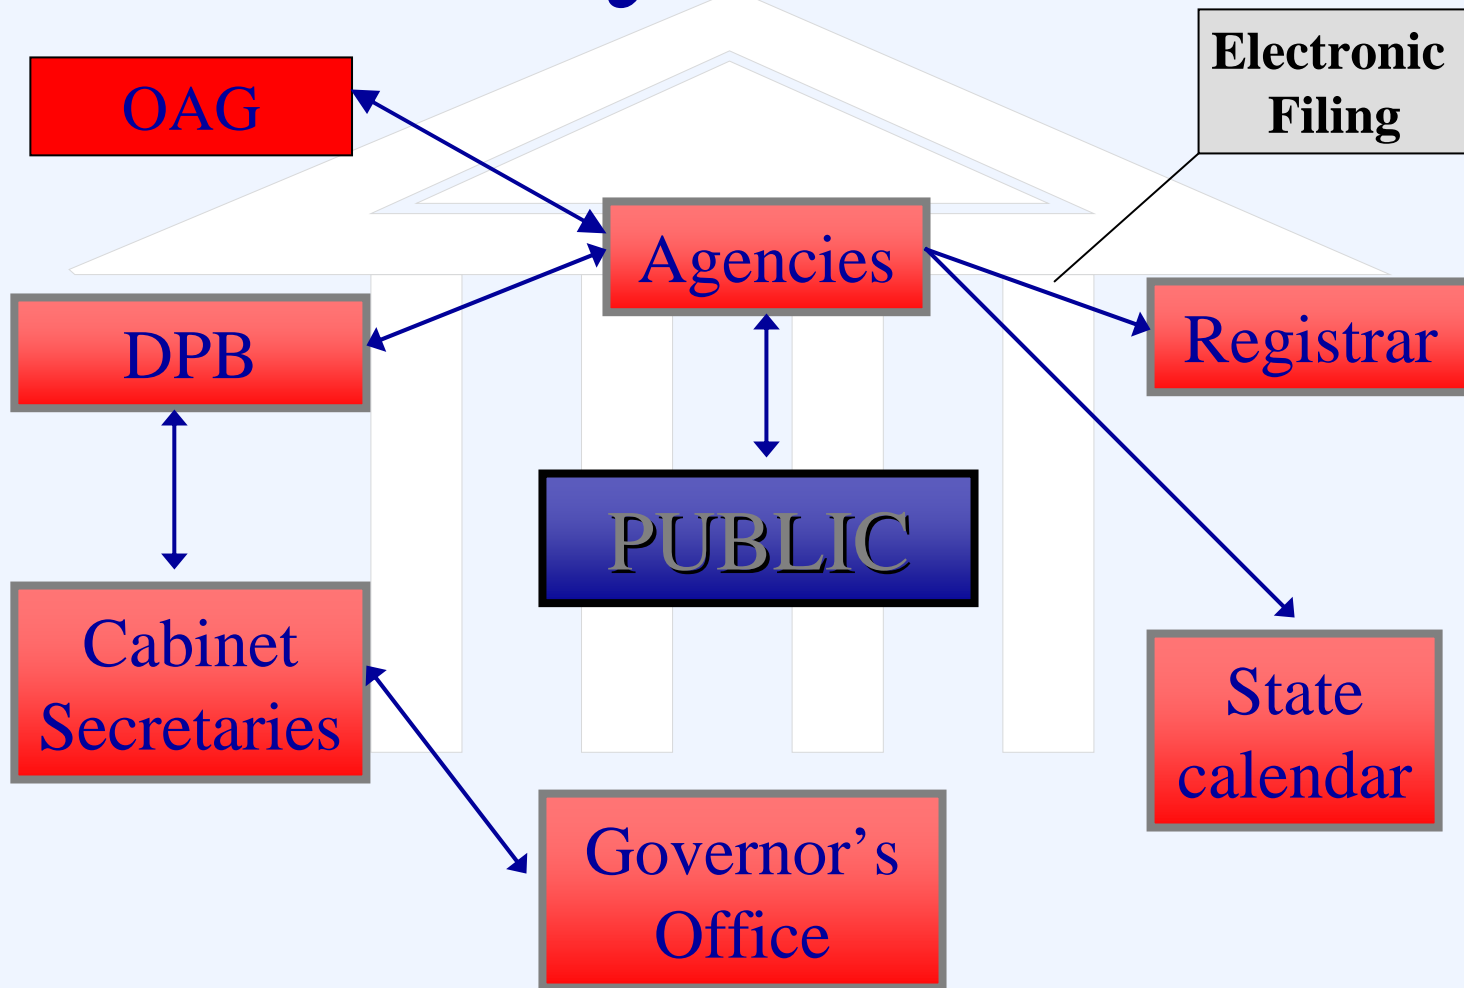 OAG
Electronic
Filing
Agencies
DPB
Registrar
PUBLIC
Cabinet
Secretaries
State
calendar
Governor’s
Office